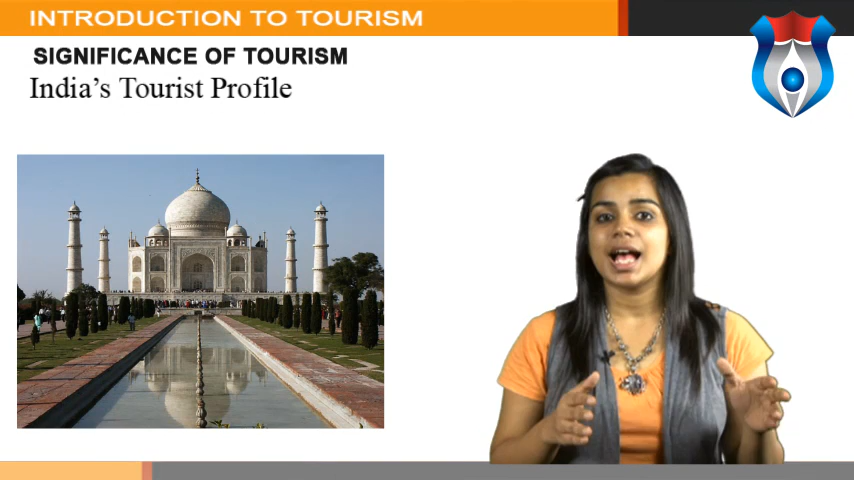 INTRODUCTION TO TOURISM
SIGNIFICANCE OF TOURISM
India’s Tourist Profile